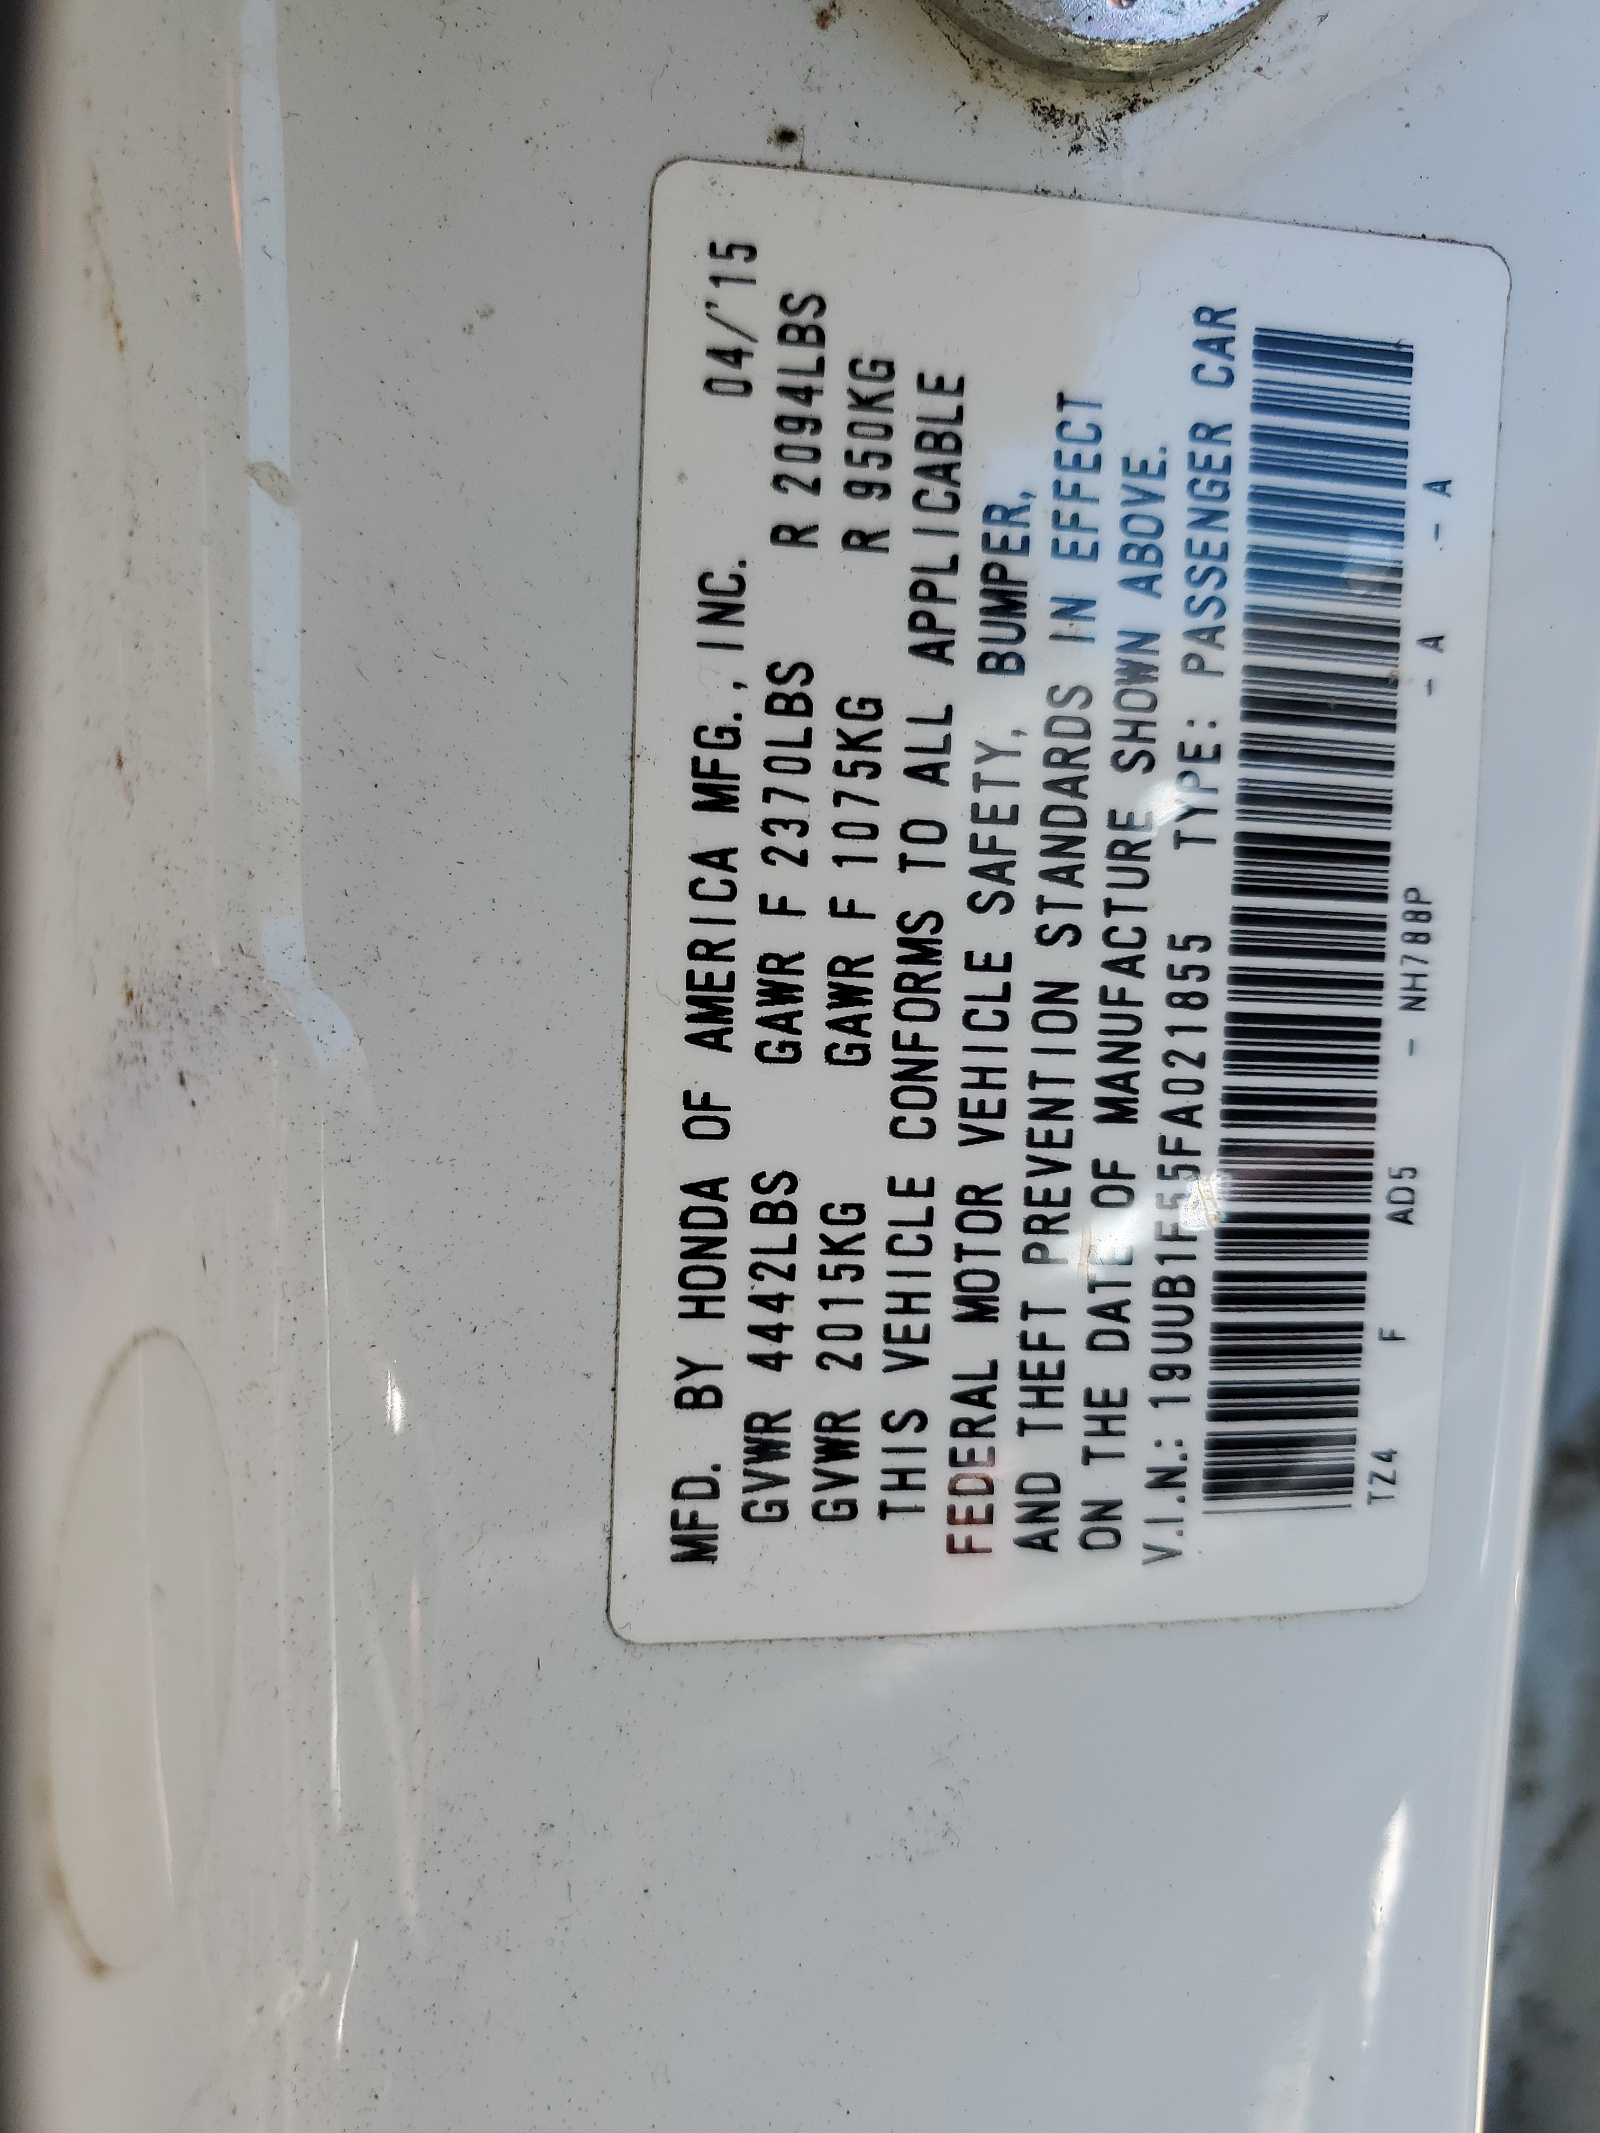 MFD. BY HONDA OF AMERICA MFG., INC. 04/'15
GVWR 4442LBS GAWR F 2370LBS R 2094LBS
GVWR 2015KG GAWR F 1075KG R 950KG
THIS VEHICLE CONFORMS TO ALL APPLICABLE
FEDERAL MOTOR VEHICLE SAFETY, BUMPER,
AND THEFT PREVENTION STANDARDS IN EFFECT
ON THE DATE OF MANUFACTURE SHOWN ABOVE.
V.I.N.: 19UUB1F55FA021855 TYPE: PASSENGER CAR
TZ4 F AD5 - NH788P - A .- A